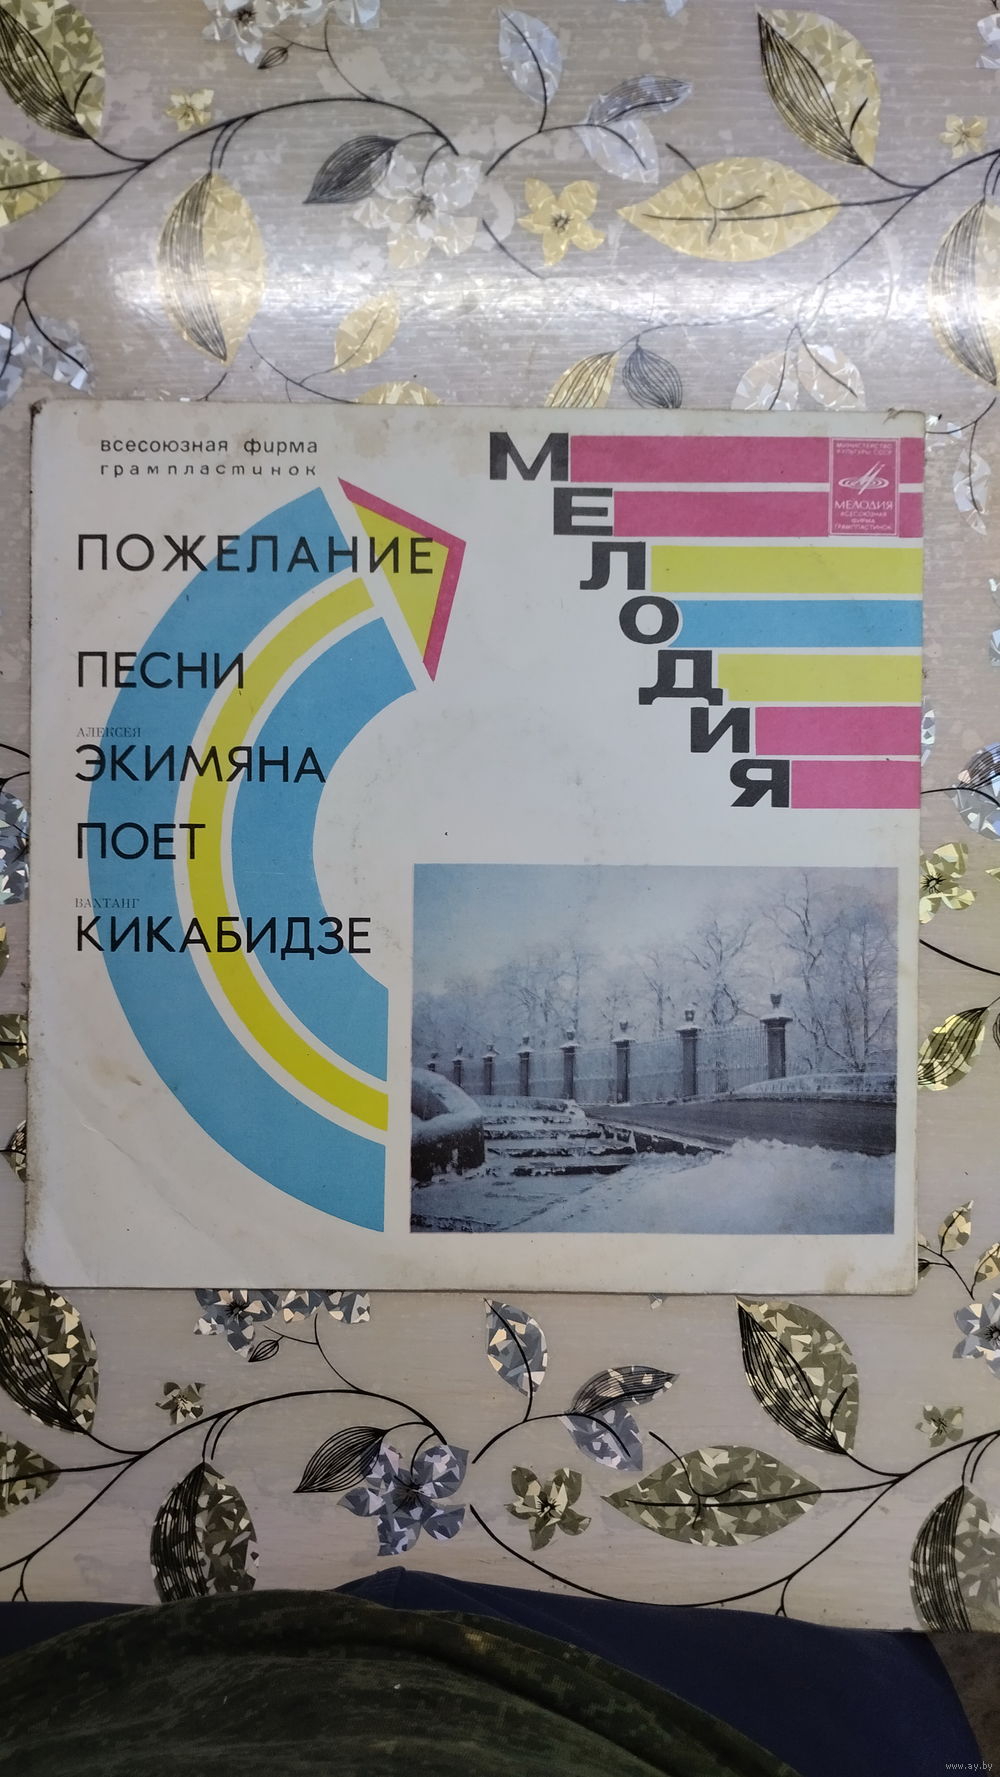 всесоюзная фирма
грампластинок
ПОЖЕЛАНИЕ
ПЕСНИ
АЛЕКСЕЯ
ЭКИМЯНА
ПОЕТ
ВАХТАНГ
КИКАБИДЗЕ
МЕЛОДИЯ
МИНИСТЕРСТВО
КУЛЬТУРЫ СССР
МЕЛОДИЯ
ВСЕСОЮЗНАЯ
ФИРМА
ГРАМПЛАСТИНОК
www.ay.by